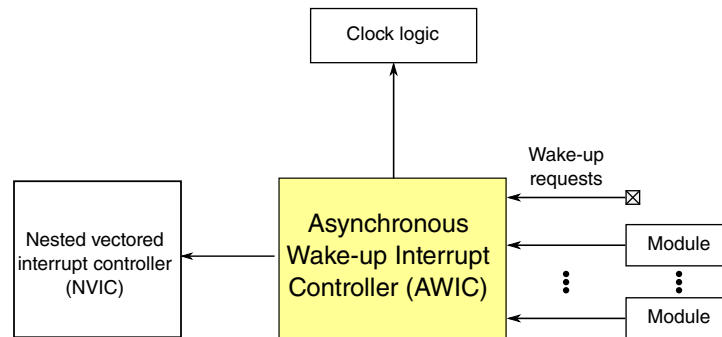 Clock logic
Wake-up
requests
Nested vectored
interrupt controller
(NVIC)
Asynchronous
Wake-up Interrupt
Controller (AWIC)
Module
Module